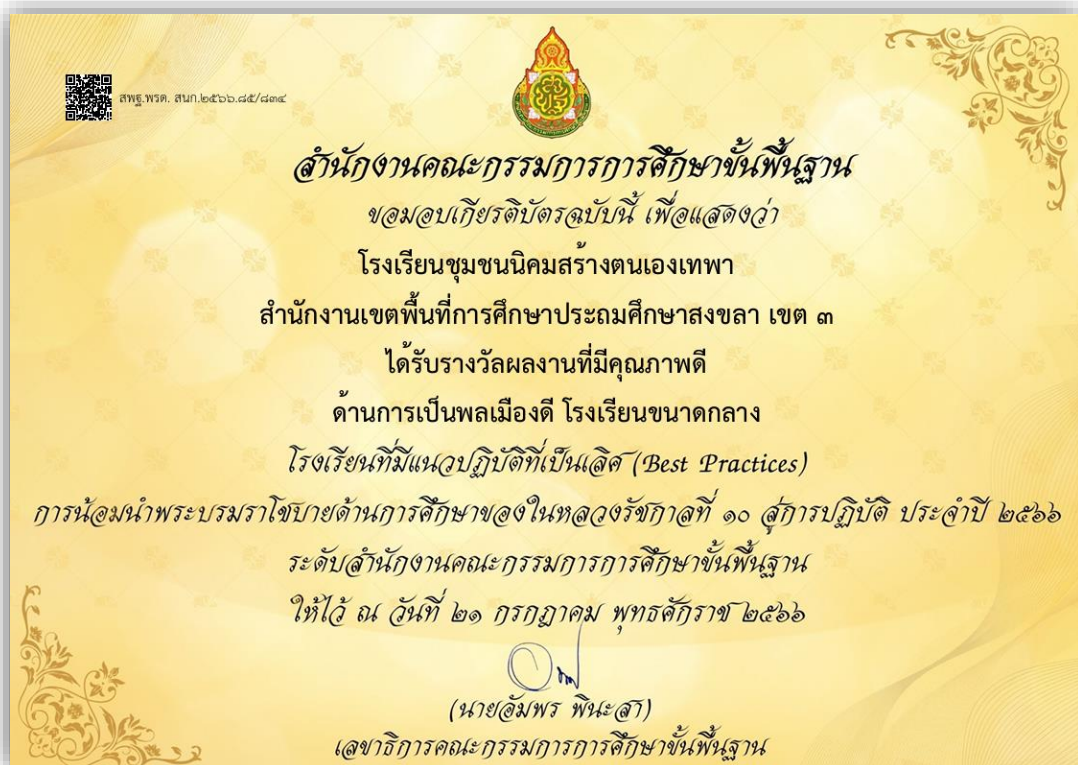 สพฐ.พรต. สนก.๒๕๖๖.๘๕/๘๓๔
สำนักงานคณะกรรมการการศึกษาขั้นพื้นฐาน
ขอมอบเกียรติบัตรฉบับนี้ เพื่อแสดงว่า
โรงเรียนชุมชนนิคมสร้างตนเองเทพา
สำนักงานเขตพื้นที่การศึกษาประถมศึกษาสงขลา เขต ๓
ได้รับรางวัลผลงานที่มีคุณภาพดี
ด้านการเป็นพลเมืองดี โรงเรียนขนาดกลาง
โรงเรียนที่มีแนวปฏิบัติที่เป็นเลิศ (Best Practices)
การน้อมนำพระบรมราโชบายด้านการศึกษาของในหลวงรัชกาลที่ ๑๐ สู่การปฏิบัติ ประจำปี ๒๕๖๖
ระดับสำนักงานคณะกรรมการการศึกษาขั้นพื้นฐาน
ให้ไว้ ณ วันที่ ๒๑ กรกฎาคม พุทธศักราช ๒๕๖๖
(นายอัมพร พินะสา)
เลขาธิการคณะกรรมการการศึกษาขั้นพื้นฐาน